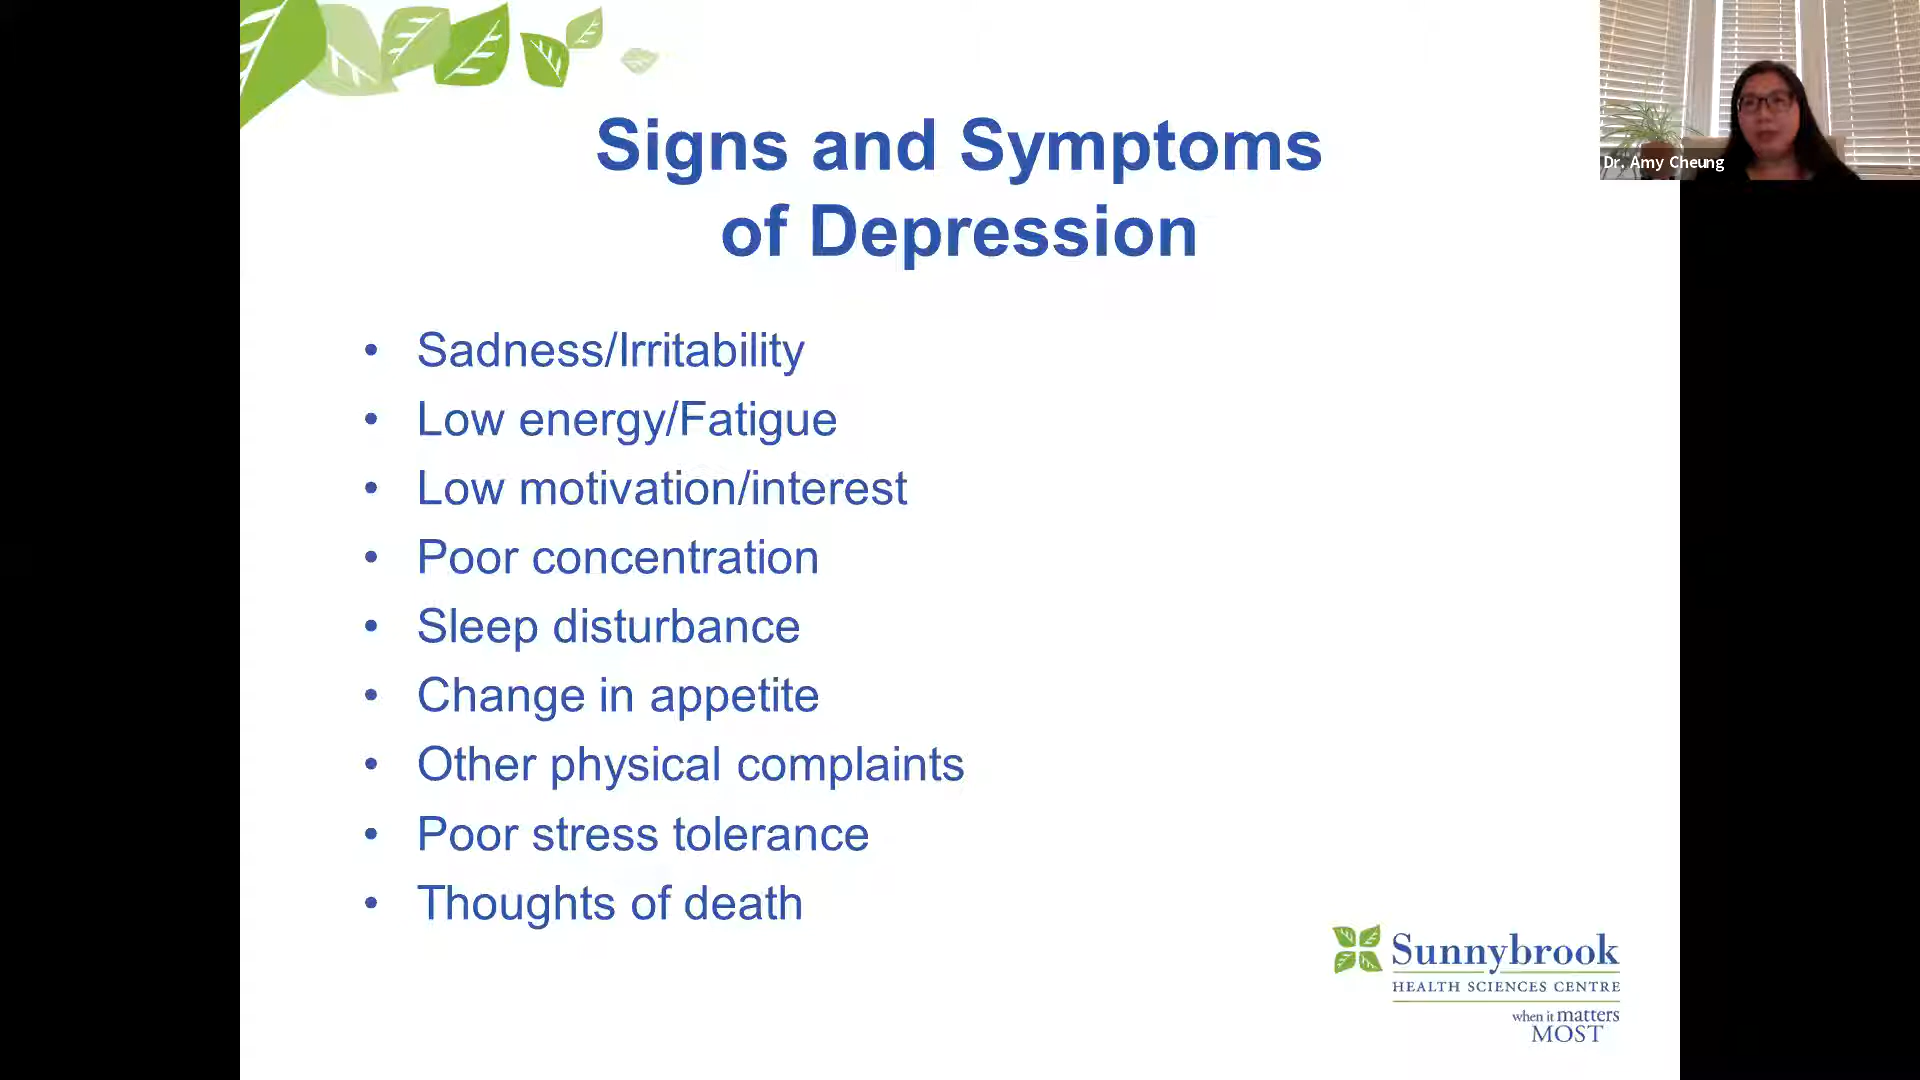 Signs and Symptoms
of Depression
• Sadness/Irritability
• Low energy/Fatigue
• Low motivation/interest
• Poor concentration
• Sleep disturbance
• Change in appetite
• Other physical complaints
• Poor stress tolerance
• Thoughts of death
Dr. Amy Cheung
Sunnybrook
HEALTH SCIENCES CENTRE
when it matters
MOST